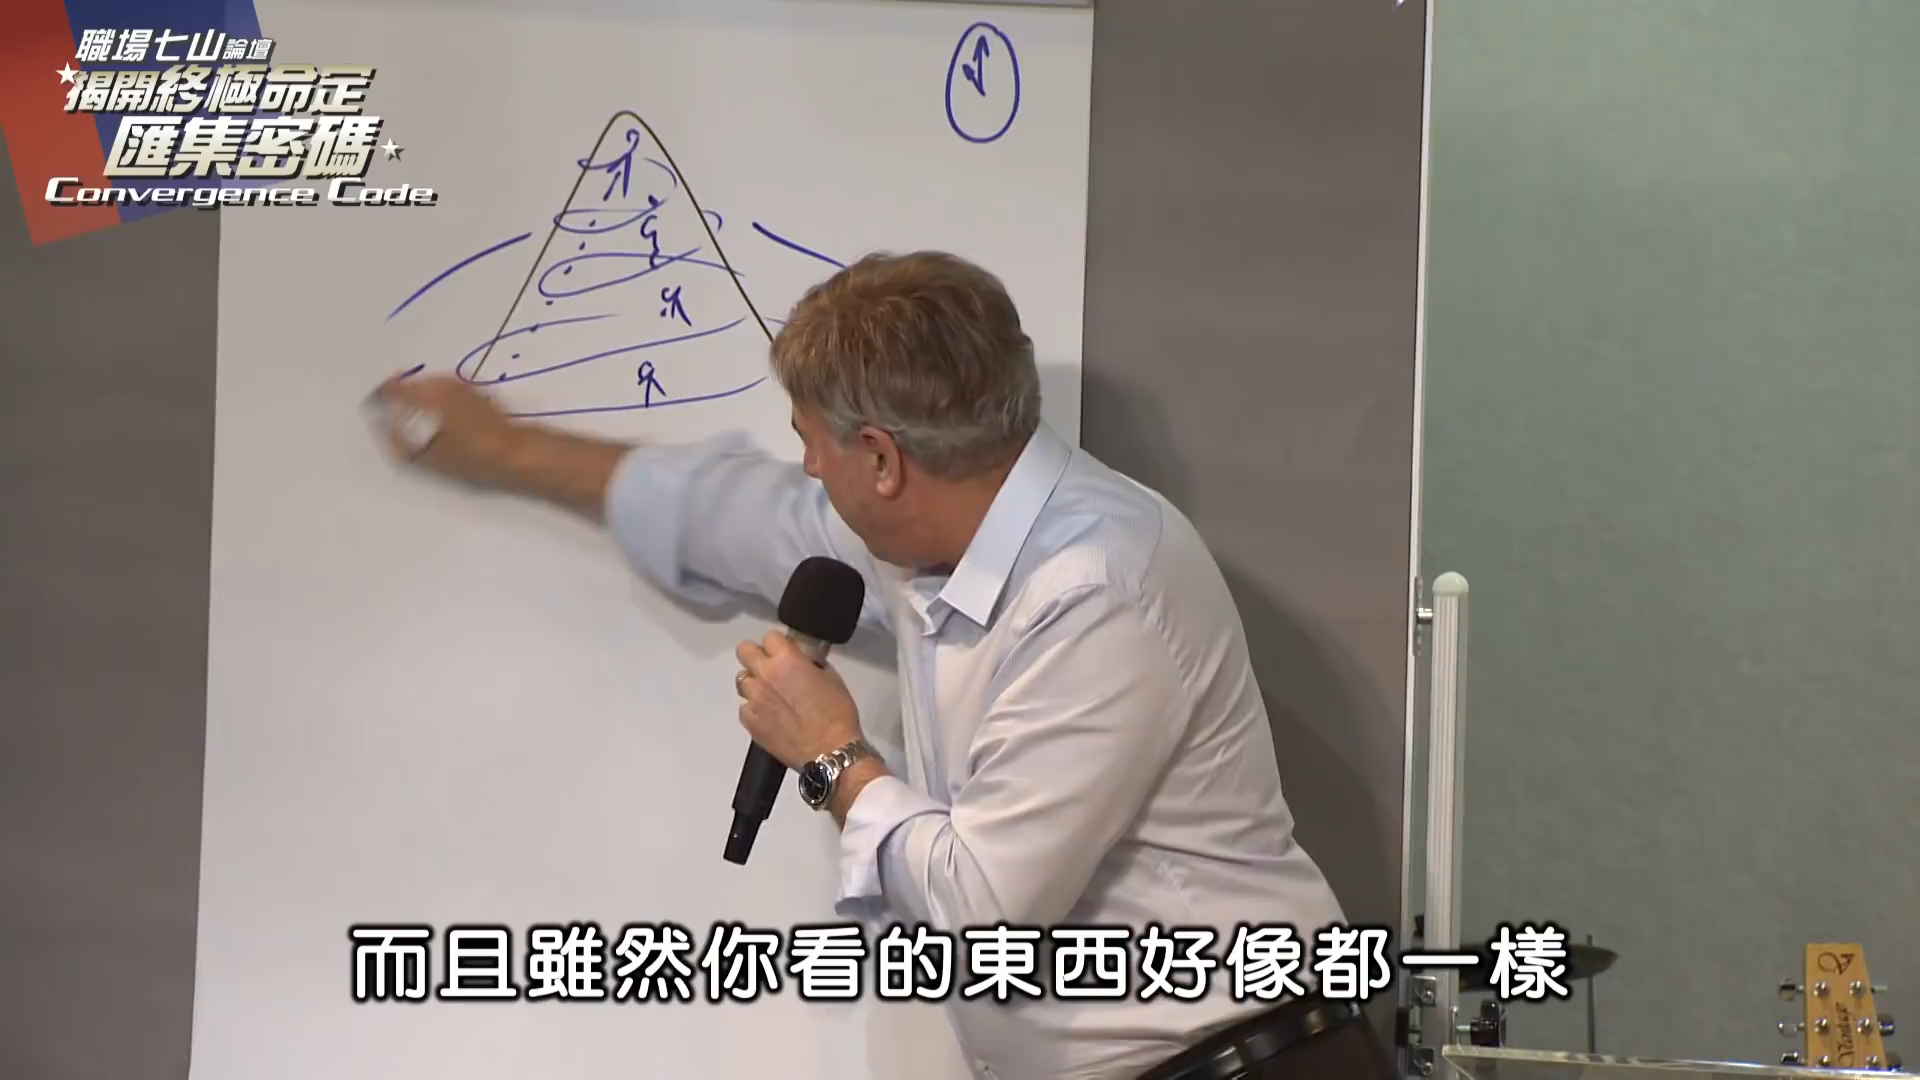 職場七山論壇
揭開終極命定
匯集密碼
Convergence Code
而且雖然你看的東西好像都一樣